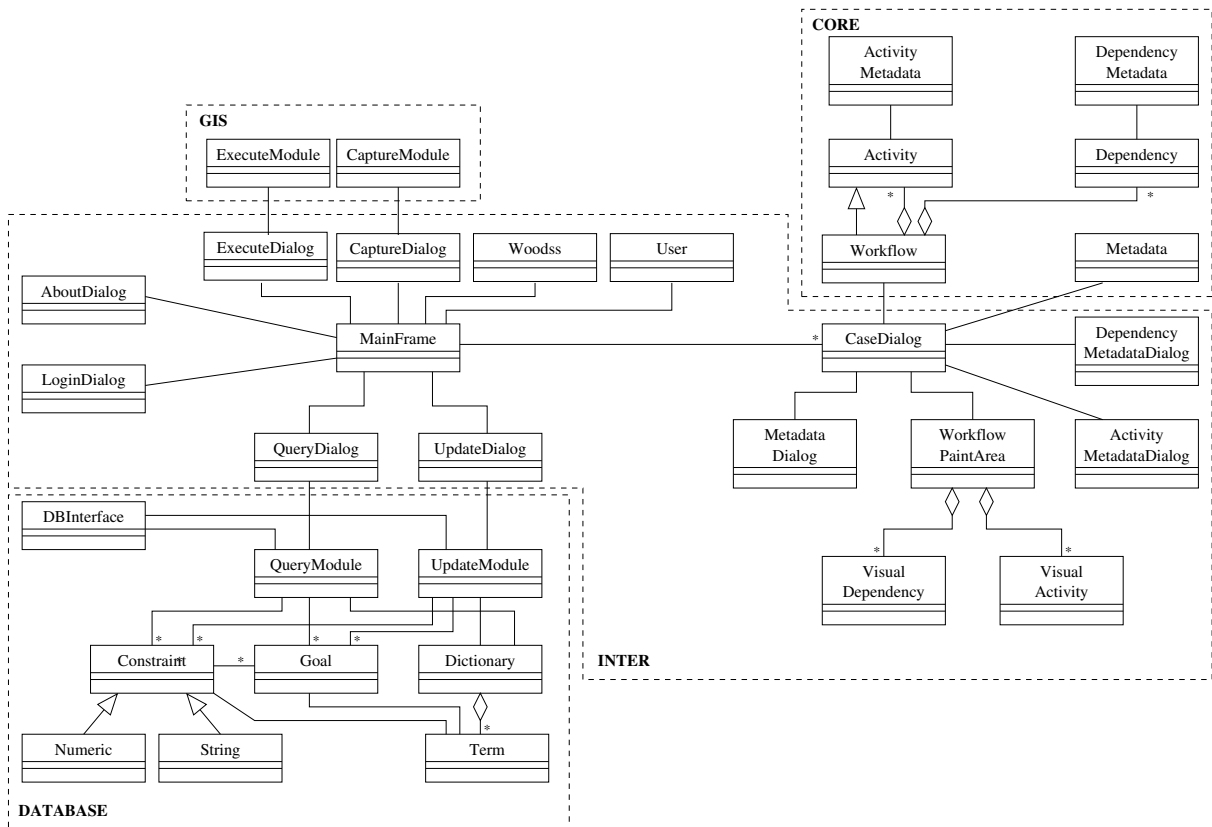 CORE
Activity
Metadata
Dependency
Metadata
GIS
ExecuteModule
CaptureModule
Activity
Dependency
*
*
ExecuteDialog
CaptureDialog
Woodss
User
Workflow
Metadata
AboutDialog
MainFrame
*
CaseDialog
Dependency
MetadataDialog
LoginDialog
QueryDialog
UpdateDialog
Metadata
Dialog
Workflow
PaintArea
Activity
MetadataDialog
DBInterface
QueryModule
UpdateModule
*
*
Visual
Dependency
Visual
Activity
*
*
*
*
Constraint
*
*
Goal
Dictionary
INTER
*
Numeric
String
Term
DATABASE